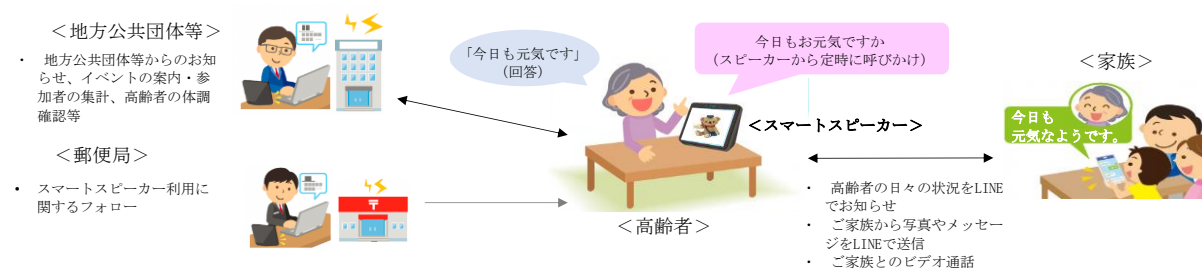 ＜地方公共団体等＞
・ 地方公共団体等からのお知
らせ、イベントの案内・参
加者の集計、高齢者の体調
確認等
＜郵便局＞
• スマートスピーカー利用に
関するフォロー
「今日も元気です」
(回答)
今日もお元気ですか
(スピーカーから定時に呼びかけ)
＜スマートスピーカー＞
＜高齢者＞
＜家族＞
今日も
元気なようです。
・ 高齢者の日々の状況をLINE
でお知らせ
・ ご家族から写真やメッセー
ジをLINEで送信
・ ご家族とのビデオ通話